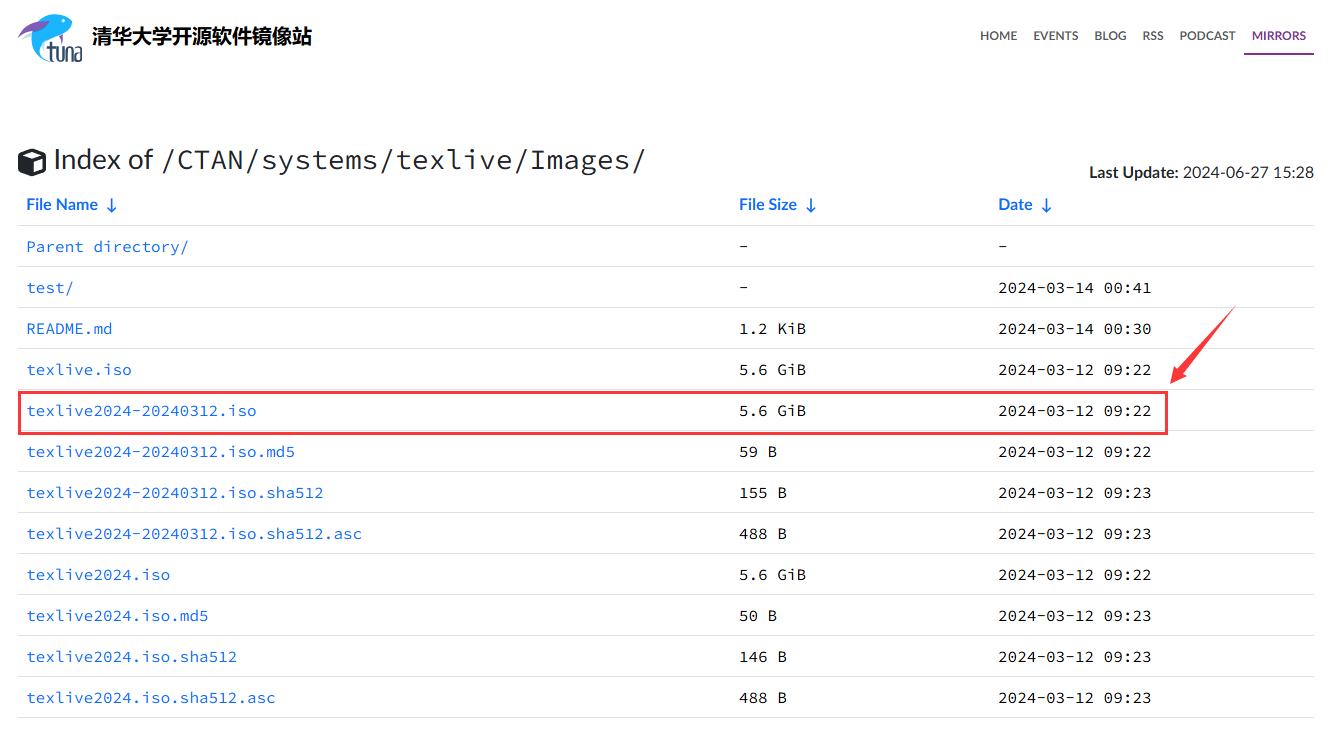 tuna 清华大学开源软件镜像站 HOME EVENTS BLOG RSS PODCAST MIRRORS
Index of /CTAN/systems/texlive/Images/
Last Update: 2024-06-27 15:28
File Name ↓ File Size ↓ Date ↓
Parent directory/ - -
test/ - 2024-03-14 00:41
README.md 1.2 KiB 2024-03-14 00:30
texlive.iso 5.6 GiB 2024-03-12 09:22
texlive2024-20240312.iso 5.6 GiB 2024-03-12 09:22
texlive2024-20240312.iso.md5 59 B 2024-03-12 09:22
texlive2024-20240312.iso.sha512 155 B 2024-03-12 09:23
texlive2024-20240312.iso.sha512.asc 488 B 2024-03-12 09:23
texlive2024.iso 5.6 GiB 2024-03-12 09:22
texlive2024.iso.md5 50 B 2024-03-12 09:23
texlive2024.iso.sha512 146 B 2024-03-12 09:23
texlive2024.iso.sha512.asc 488 B 2024-03-12 09:23